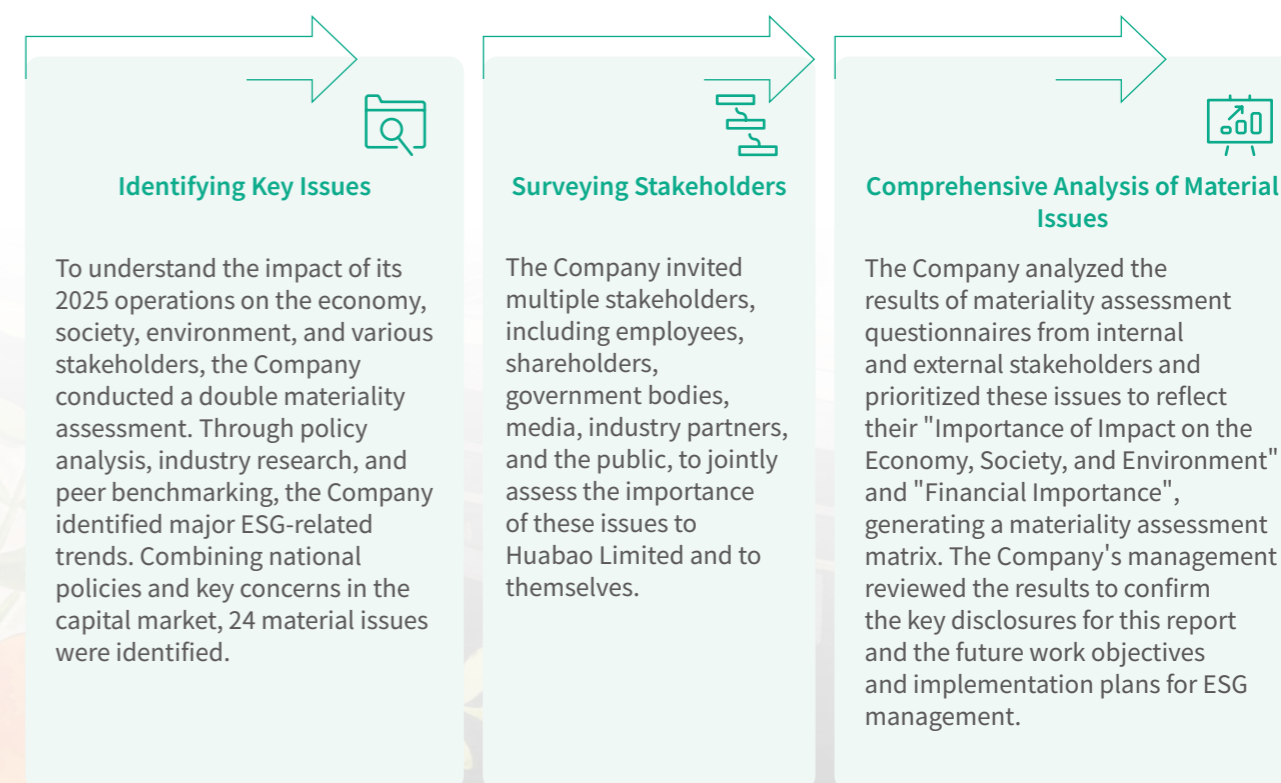 Identifying Key Issues
To understand the impact of its
2025 operations on the economy,
society, environment, and various
stakeholders, the Company
conducted a double materiality
assessment. Through policy
analysis, industry research, and
peer benchmarking, the Company
identified major ESG-related
trends. Combining national
policies and key concerns in the
capital market, 24 material issues
were identified.
Surveying Stakeholders
The Company invited
multiple stakeholders,
including employees,
shareholders,
government bodies,
media, industry partners,
and the public, to jointly
assess the importance
of these issues to
Huabao Limited and to
themselves.
Comprehensive Analysis of Material
Issues
The Company analyzed the
results of materiality assessment
questionnaires from internal
and external stakeholders and
prioritized these issues to reflect
their "Importance of Impact on the
Economy, Society, and Environment"
and "Financial Importance",
generating a materiality assessment
matrix. The Company's management
reviewed the results to confirm
the key disclosures for this report
and the future work objectives
and implementation plans for ESG
management.